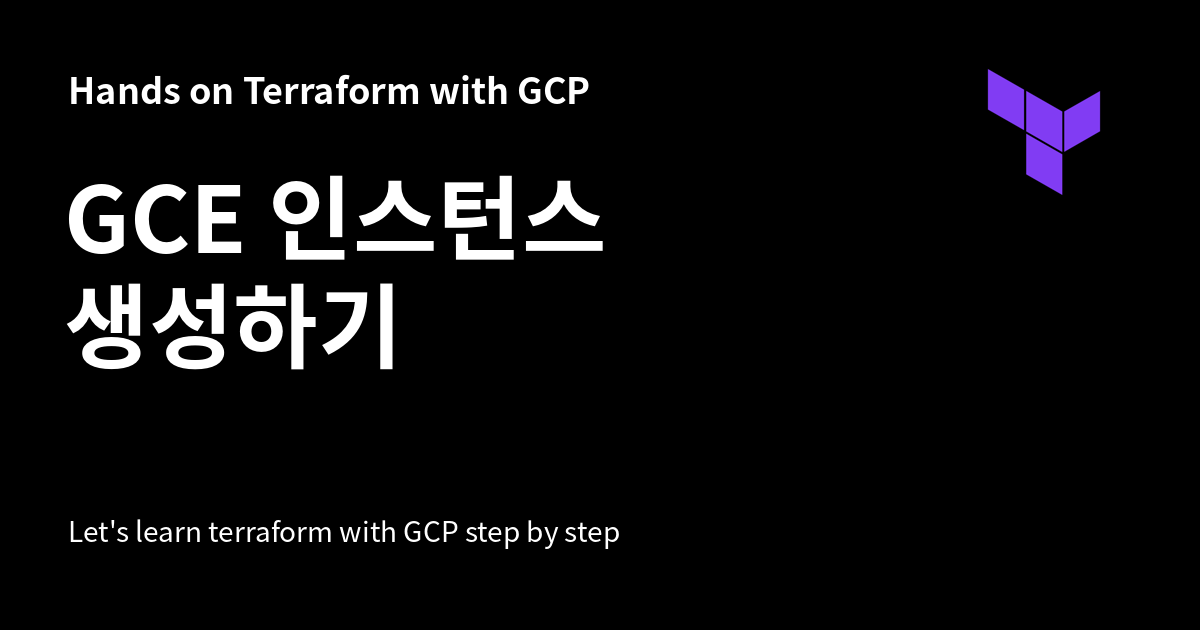 Hands on Terraform with GCP
GCE 인스턴스
생성하기
Let's learn terraform with GCP step by step